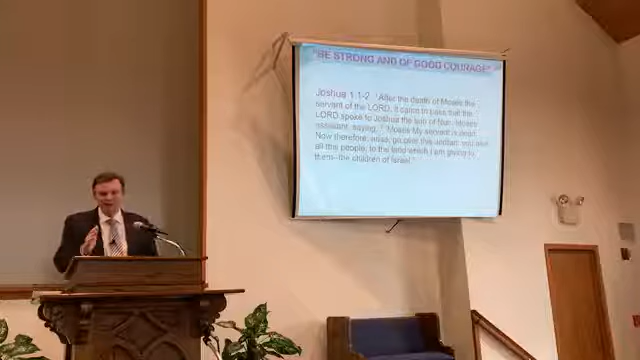 "BE STRONG AND OF GOOD COURAGE"
Joshua 1:1-2 "After the death of Moses the
servant of the LORD, it came to pass that the
LORD spoke to Joshua the son of Nun, Moses'
assistant, saying: 2 "Moses My servant is dead.
Now therefore, arise, go over this Jordan, you and
all this people, to the land which I am giving to
them--the children of Israel."